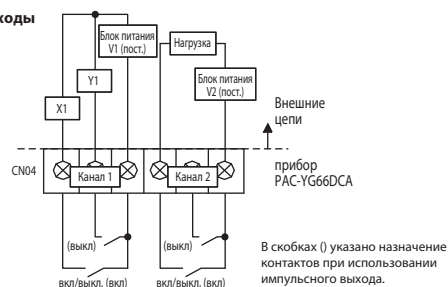 ходы
Блок питания
V1 (пост.)
Нагрузка
Y1
Блок питания
V2 (пост.)
X1
Внешние
цепи
CN04
Канал 1
Канал 2
прибор
PAC-YG66DCA
(выкл)
(выкл)
В скобках () указано назначение
контактов при использовании
импульсного выхода.
вкл/выкл, (вкл)
вкл/выкл, (вкл)